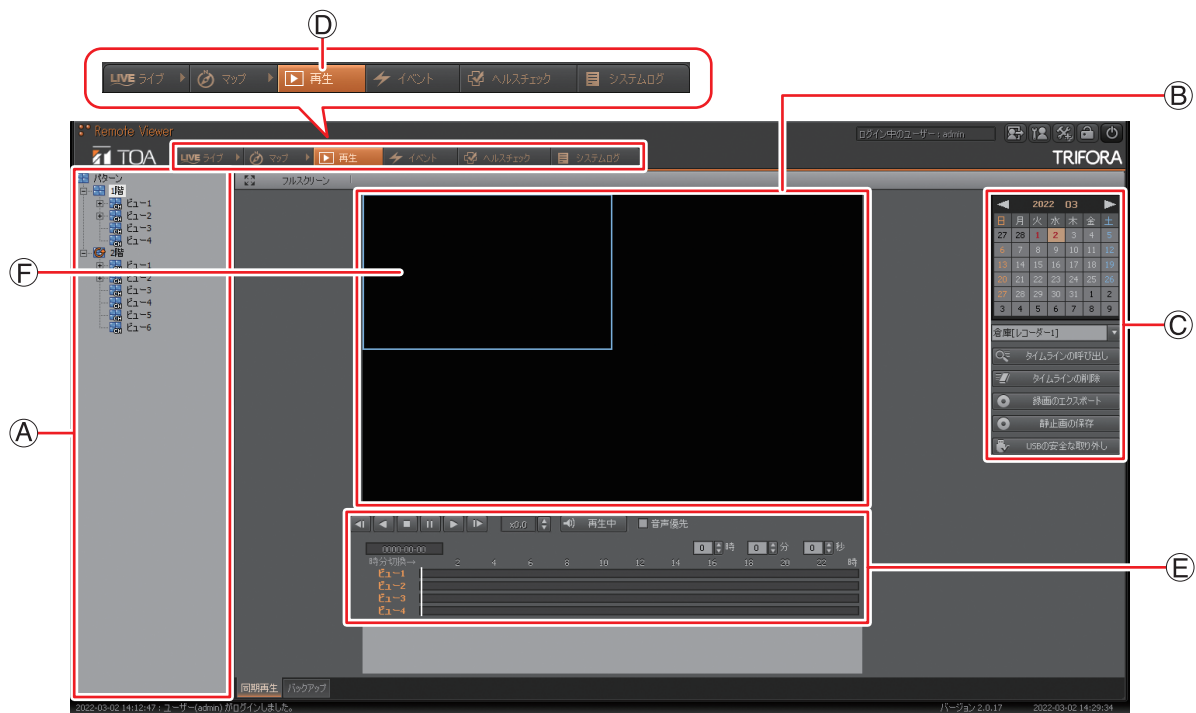 D
LIVE ライブ マップ 再生 イベント ヘルスチェック システムログ
B
Remote Viewer
ログイン中のユーザー : admin
TOA
LIVE ライブ マップ 再生 イベント ヘルスチェック システムログ
TRIFORA
パターン
フルスクリーン
1階
ビュー1
ビュー2
ビュー3
ビュー4
2階
ビュー1
ビュー2
ビュー3
ビュー4
ビュー5
ビュー6
F
A
2022 03
日 月 火 水 木 金 土
27 28 1 2 3 4 5
6 7 8 9 10 11 12
13 14 15 16 17 18 19
20 21 22 23 24 25 26
27 28 29 30 31 1 2
3 4 5 6 7 8 9
倉庫[レコーダー1]
タイムラインの呼び出し
タイムラインの削除
録画のエクスポート
静止画の保存
USBの安全な取り外し
C
x0.0 再生中 音声優先
0000-00-00 0 時 0 分 0 秒
時分切換→ 2 4 6 8 10 12 14 16 18 20 22 時
ビュー1
ビュー2
ビュー3
ビュー4
E
同期再生 バックアップ
2022-03-02 14:12:47 : ユーザー(admin) がログインしました。
バージョン 2.0.17 2022-03-02 14:29:34